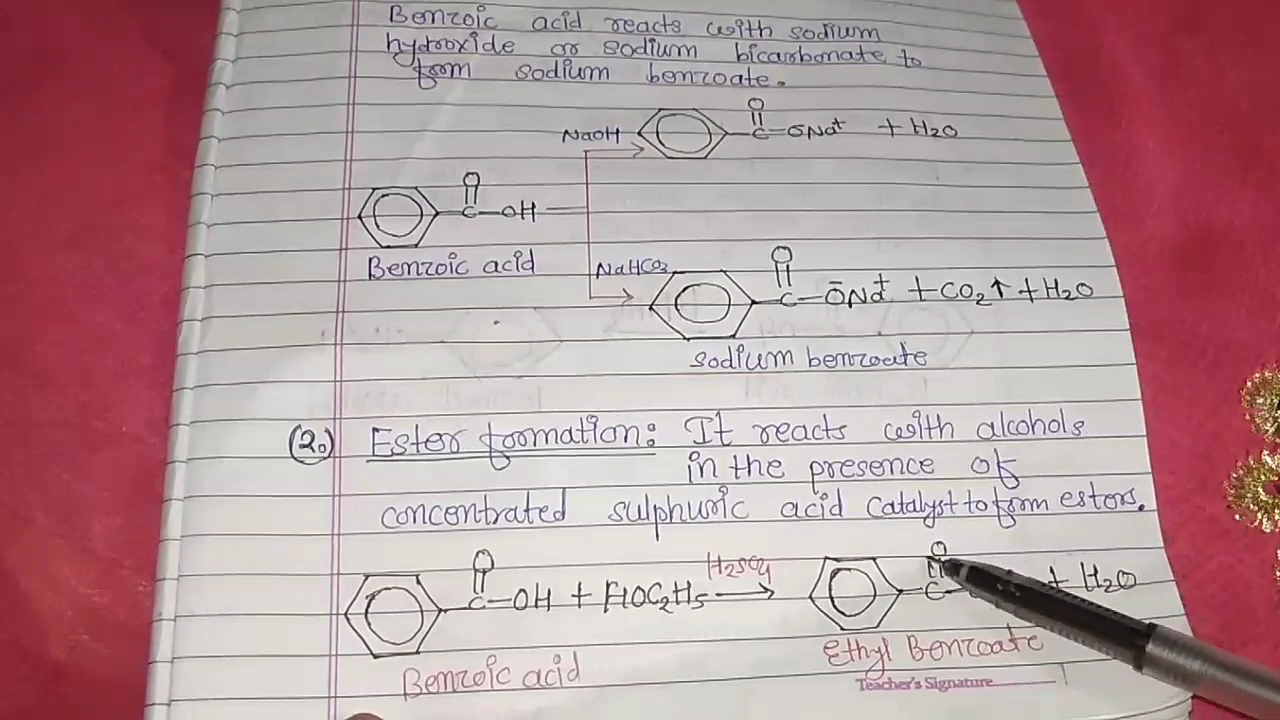 Benzoic acid reacts with sodium
hydroxide or sodium bicarbonate to
form sodium benzoate.
O
NaOH C-ONa+ + H2O
O
C-OH
Benzoic acid
O
NaHCO3 C-ŌNa+ + CO2↑ + H2O
sodium benzoate
(2.) Ester formation: It reacts with alcohols
in the presence of
concentrated sulphuric acid catalyst to form estors.
O O
C-OH + HOC2H5 H2SO4 → C- + H2O
Benzoic acid Ethyl Benzoate
Teacher's Signature